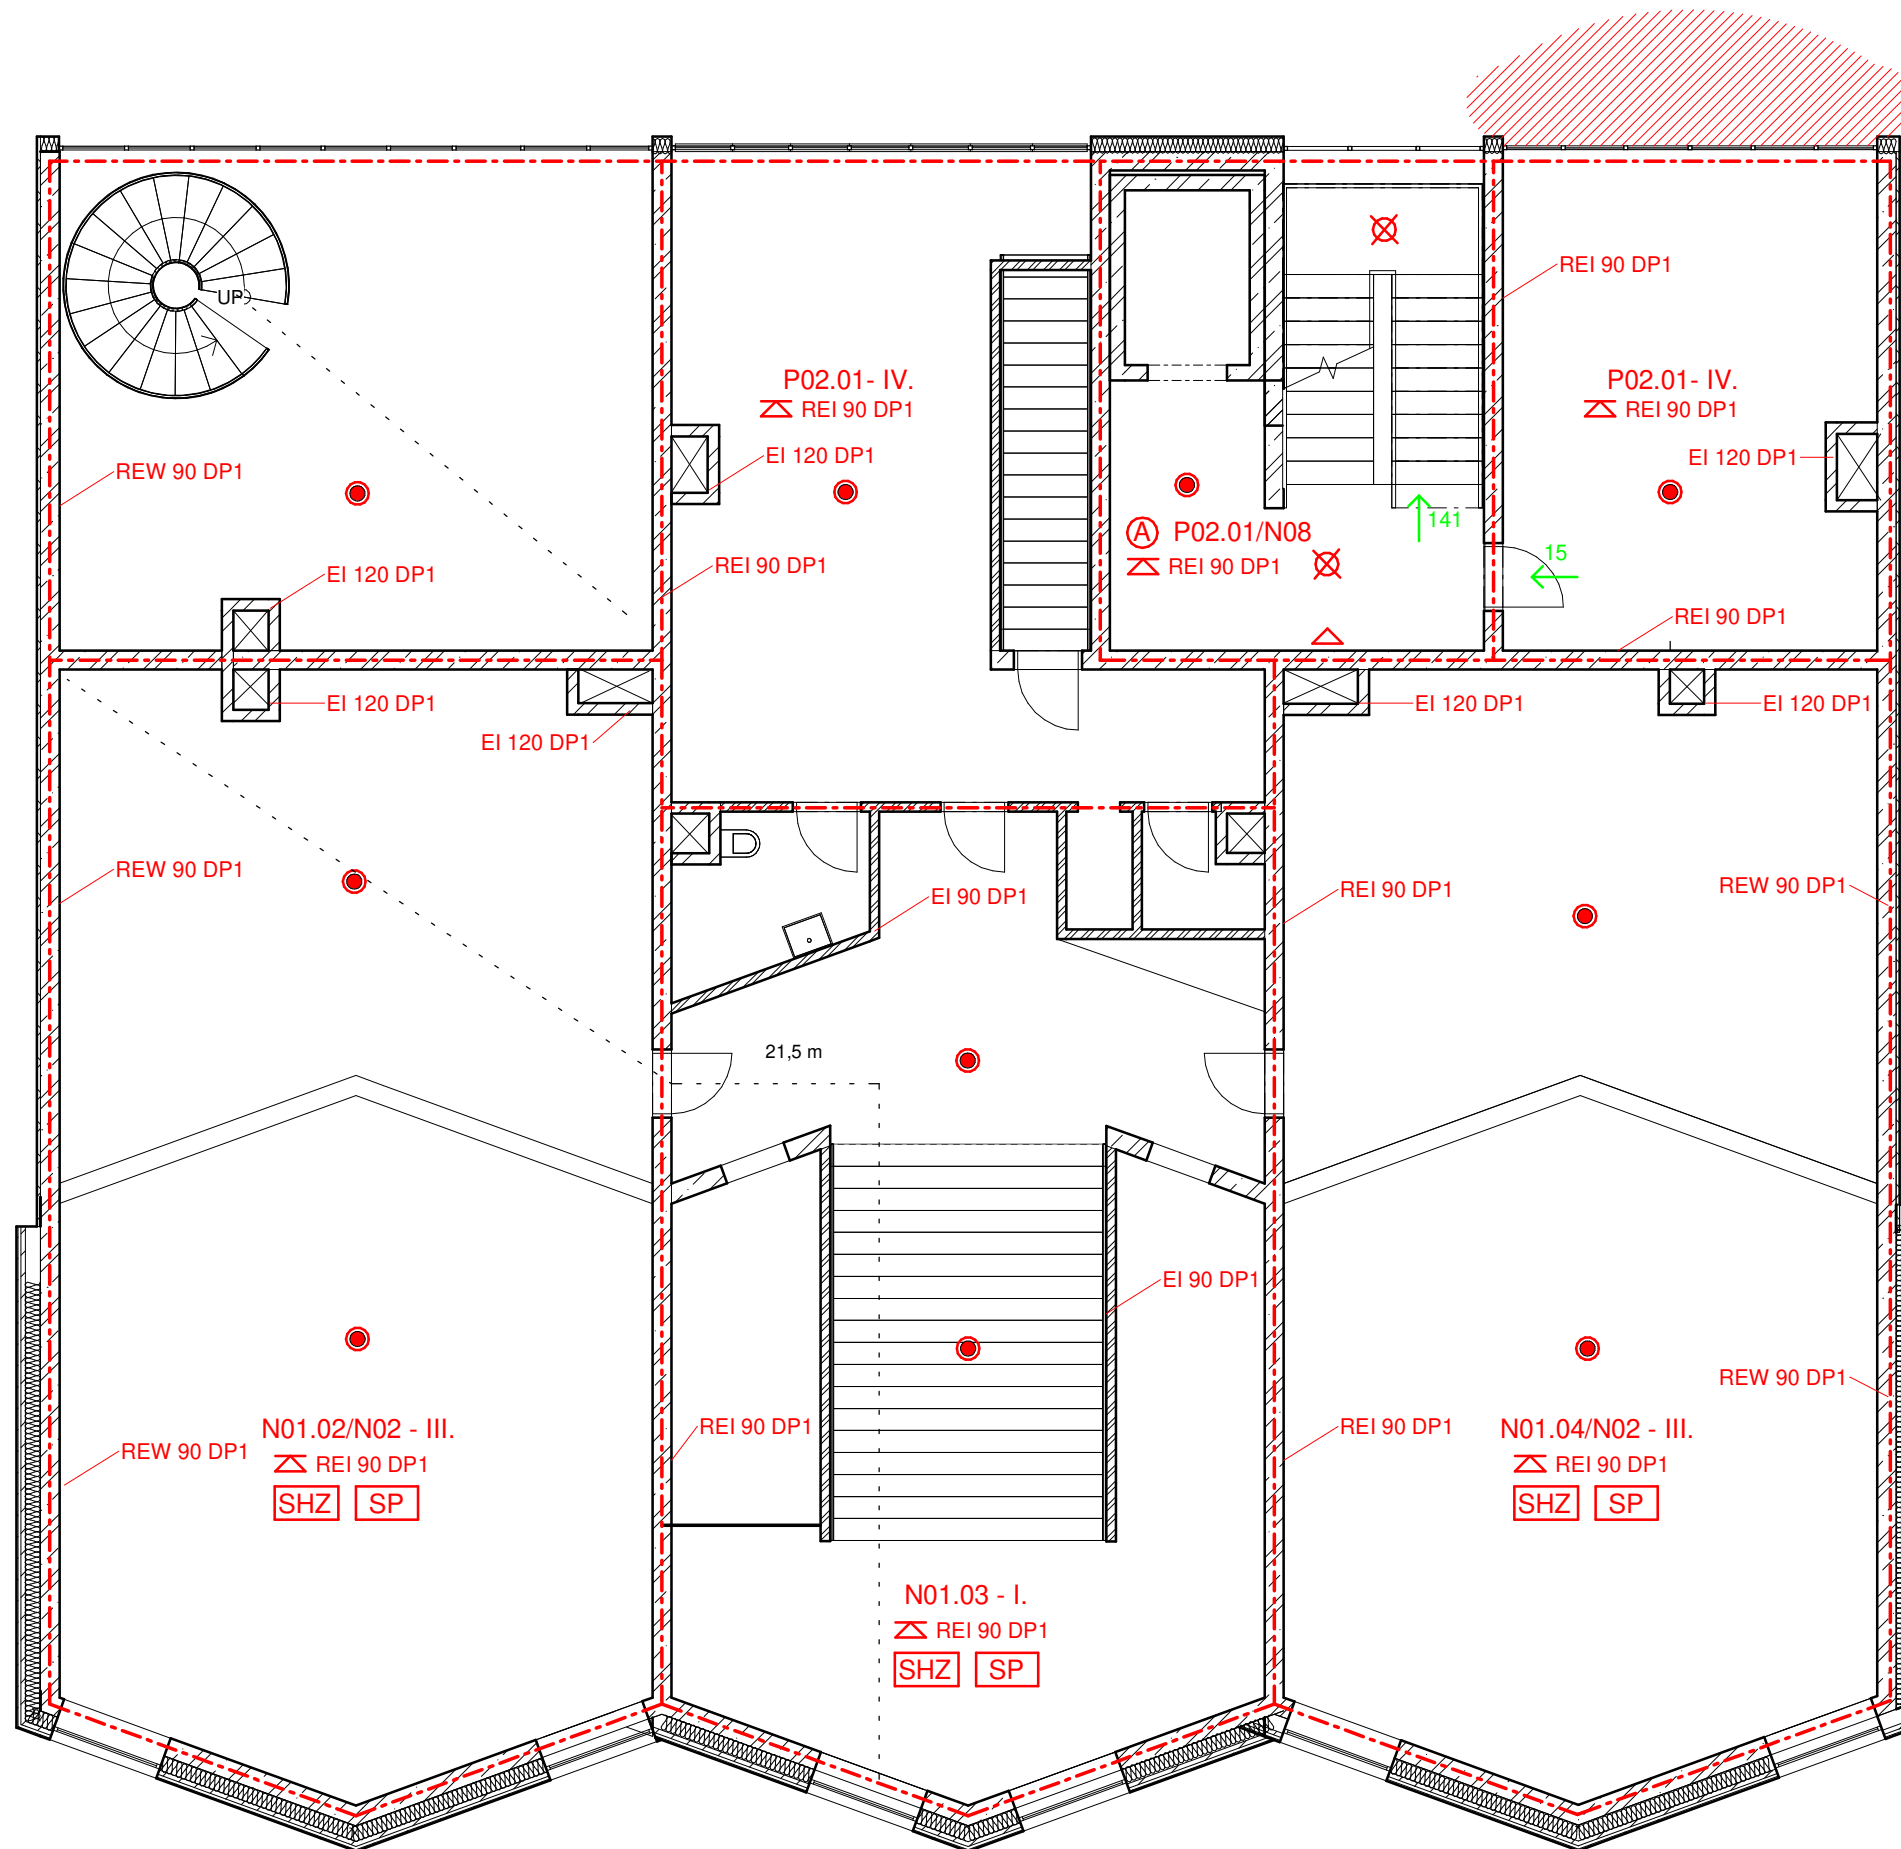 REI 90 DP1
UP
P02.01- IV.
REI 90 DP1
P02.01- IV.
REI 90 DP1
REW 90 DP1
EI 120 DP1
EI 120 DP1
141
A P02.01/N08
REI 90 DP1
15
EI 120 DP1
REI 90 DP1
REI 90 DP1
EI 120 DP1
EI 120 DP1
EI 120 DP1
EI 120 DP1
REW 90 DP1
EI 90 DP1
REI 90 DP1
REW 90 DP1
21,5 m
EI 90 DP1
REW 90 DP1
N01.02/N02 - III.
REI 90 DP1
SHZ SP
REW 90 DP1
REI 90 DP1
REI 90 DP1
N01.04/N02 - III.
REI 90 DP1
SHZ SP
N01.03 - I.
REI 90 DP1
SHZ SP